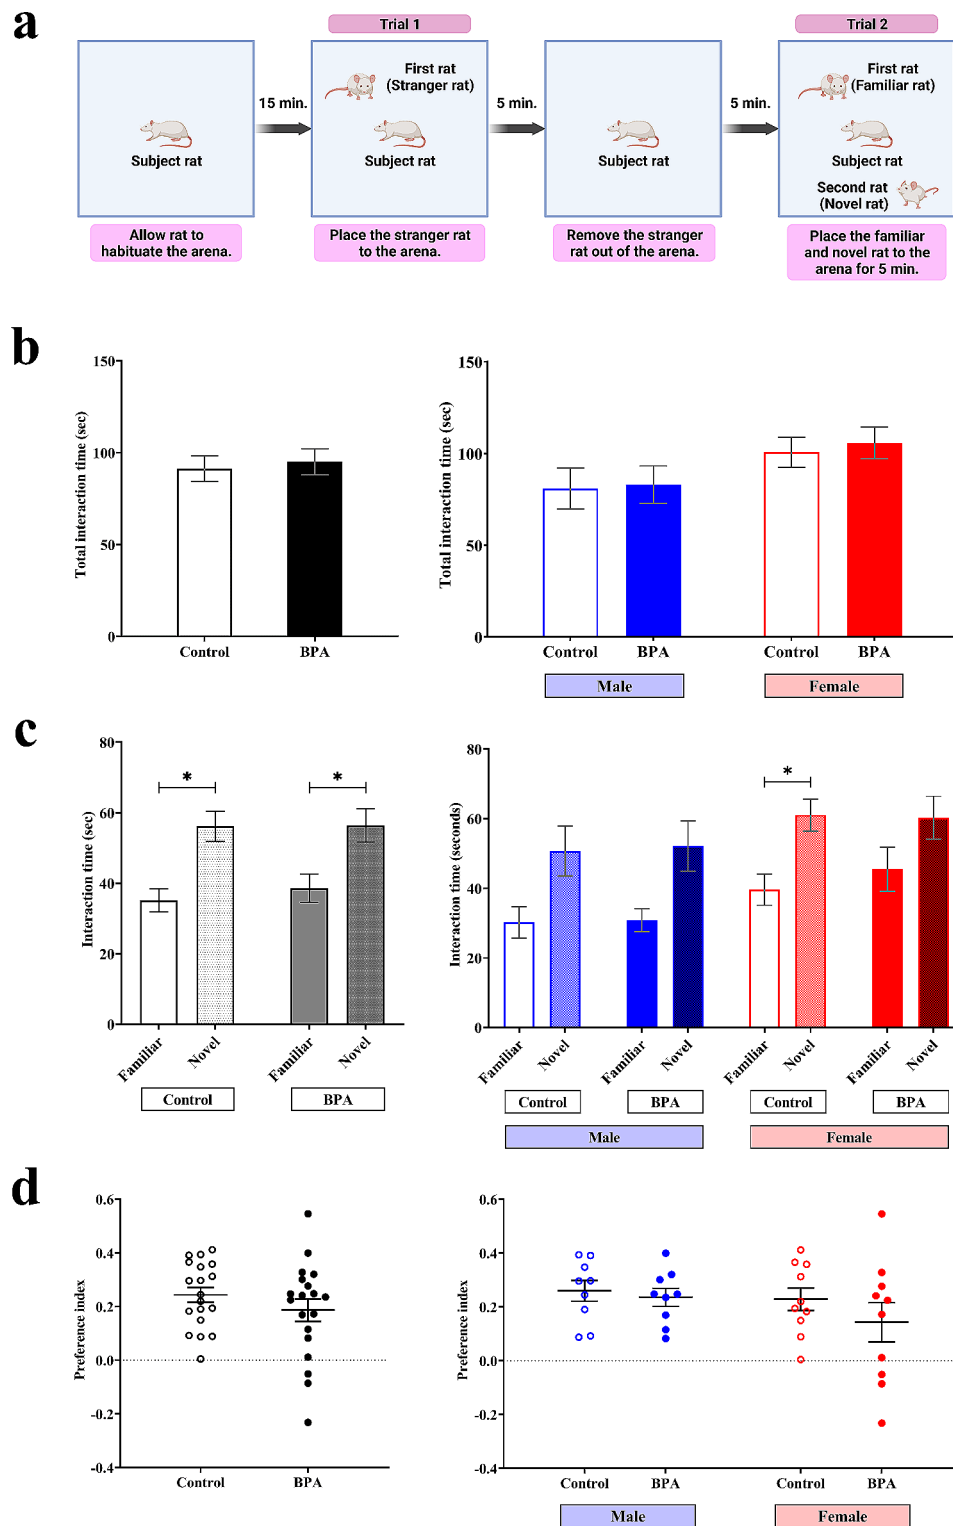 a
Trial 1
Trial 2
First rat
(Stranger rat)
First rat
(Familiar rat)
15 min.
5 min.
5 min.
Subject rat
Subject rat
Subject rat
Subject rat
Second rat
(Novel rat)
Allow rat to
habituate the arena.
Place the stranger rat
to the arena.
Remove the stranger
rat out of the arena.
Place the familiar
and novel rat to the
arena for 5 min.
b
Total interaction time (sec)
150
100
50
0
Control
BPA
Total interaction time (sec)
150
100
50
0
Control
BPA
Control
BPA
Male
Female
c
Interaction time (sec)
80
60
40
20
0
*
*
Familiar
Novel
Familiar
Novel
Control
BPA
Interaction time (seconds)
80
60
40
20
0
*
Familiar
Novel
Familiar
Novel
Familiar
Novel
Familiar
Novel
Control
BPA
Control
BPA
Male
Female
d
Preference index
0.6
0.4
0.2
0.0
-0.2
-0.4
Control
BPA
Preference index
0.6
0.4
0.2
0.0
-0.2
-0.4
Control
BPA
Control
BPA
Male
Female